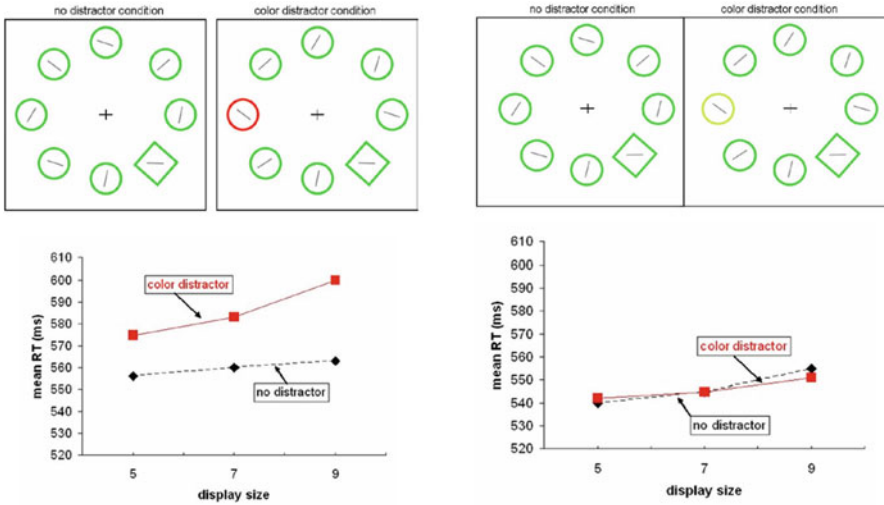 no distractor condition
color distractor condition
no distractor condition
color distractor condition
610
600
590
580
570
560
550
540
530
520
mean RT (ms)
color distractor
no distractor
5
7
9
display size
610
600
590
580
570
560
550
540
530
520
mean RT (ms)
color distractor
no distractor
5
7
9
display size